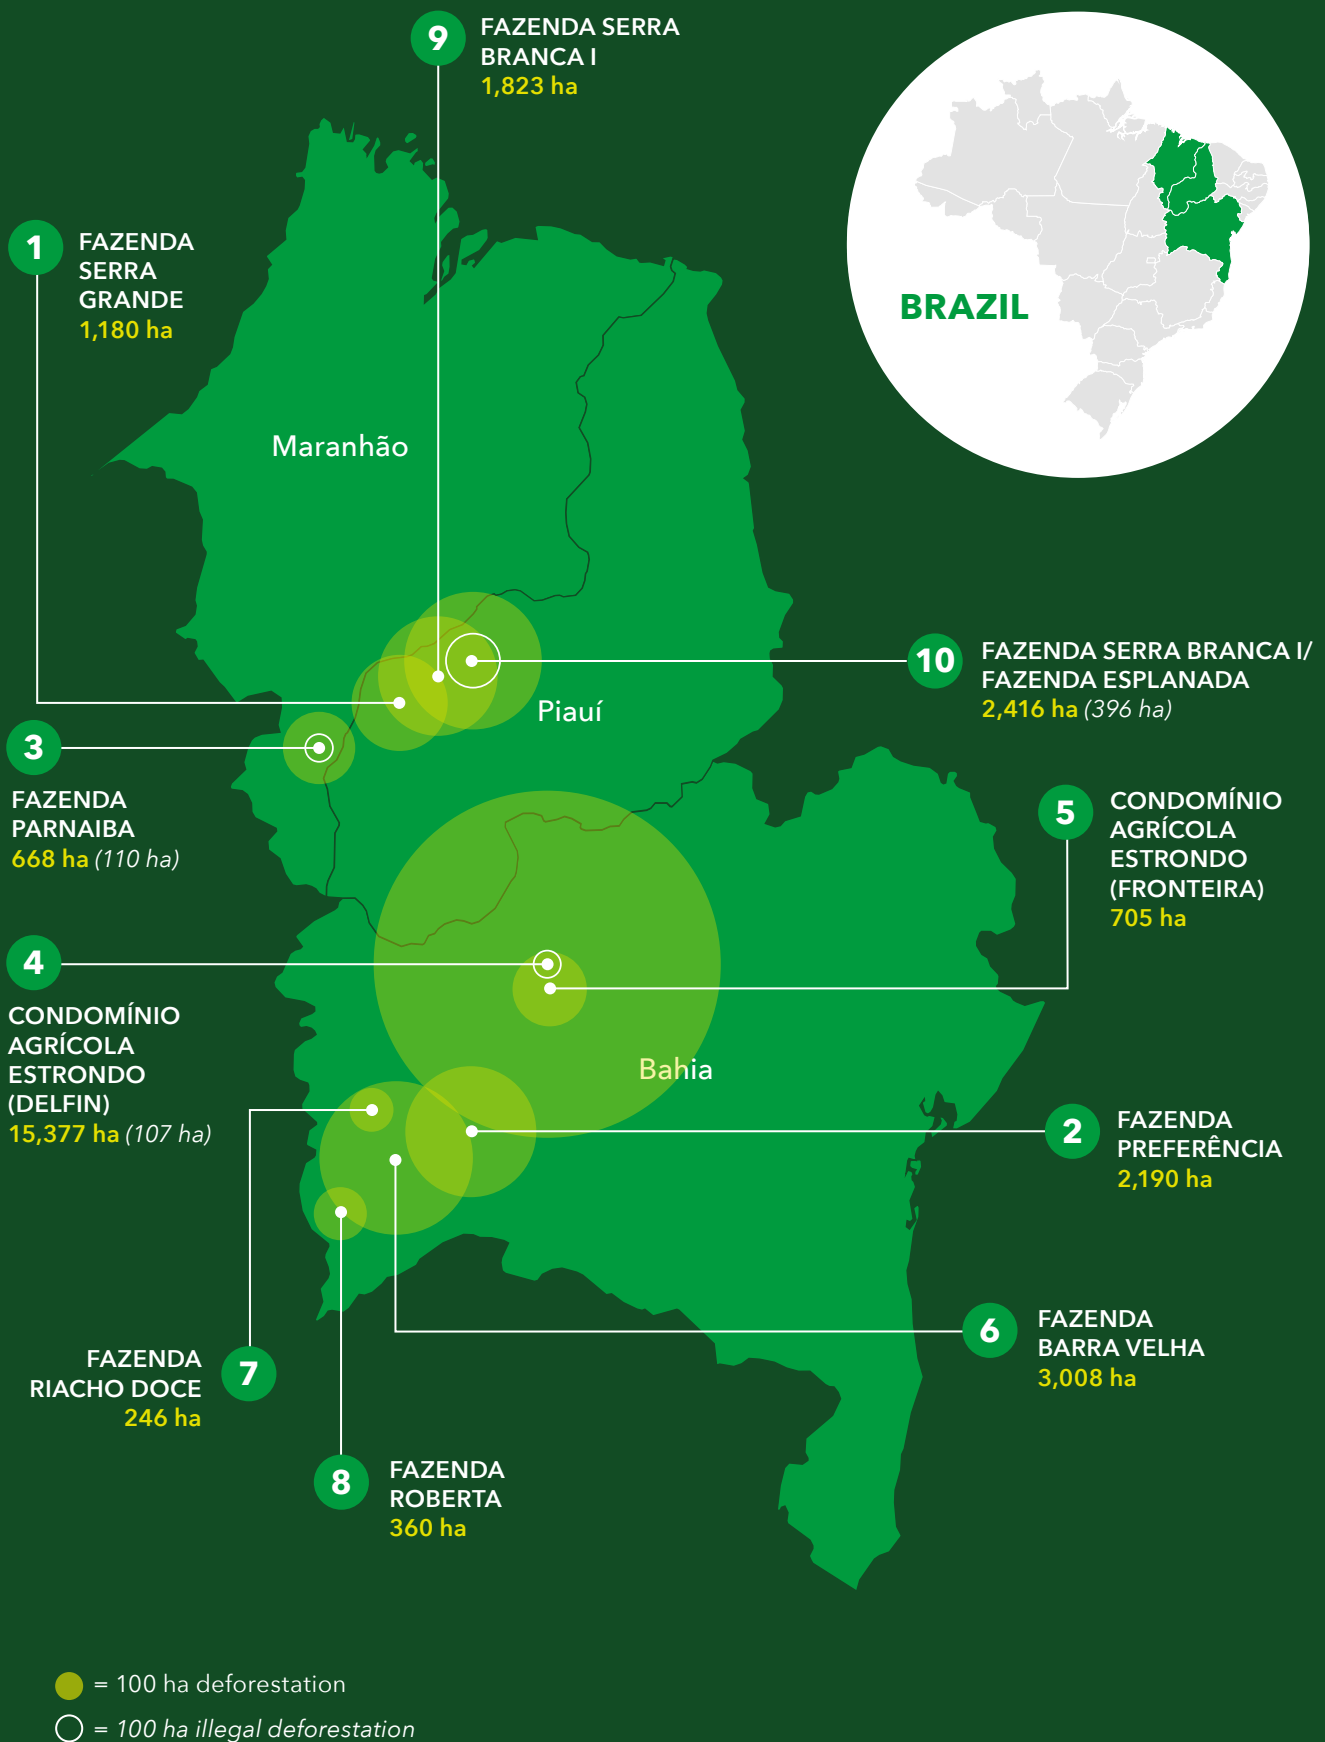 9
FAZENDA SERRA
BRANCA I
1,823 ha
1
FAZENDA
SERRA
GRANDE
1,180 ha
BRAZIL
Maranhão
10
FAZENDA SERRA BRANCA I/
FAZENDA ESPLANADA
2,416 ha (396 ha)
Piauí
3
FAZENDA
PARNAIBA
668 ha (110 ha)
5
CONDOMÍNIO
AGRÍCOLA
ESTRONDO
(FRONTEIRA)
705 ha
4
CONDOMÍNIO
AGRÍCOLA
ESTRONDO
(DELFIN)
15,377 ha (107 ha)
Bahia
2
FAZENDA
PREFERÊNCIA
2,190 ha
6
FAZENDA
BARRA VELHA
3,008 ha
7
FAZENDA
RIACHO DOCE
246 ha
8
FAZENDA
ROBERTA
360 ha
= 100 ha deforestation
= 100 ha illegal deforestation